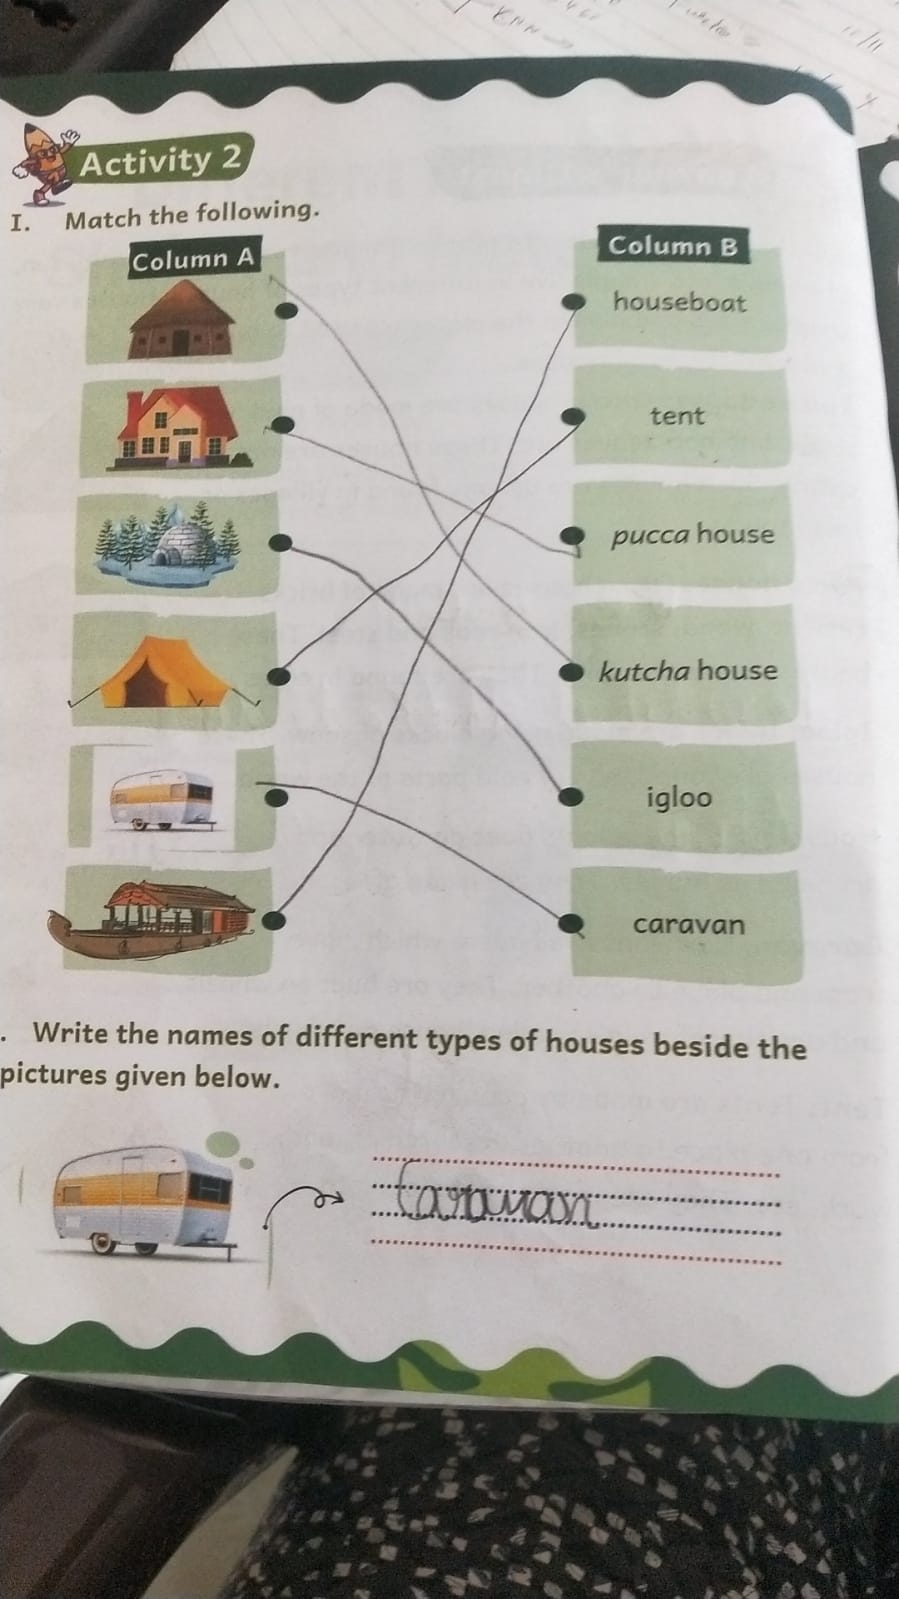 Activity 2
I. Match the following.
Column A
Column B
houseboat
tent
pucca house
kutcha house
igloo
caravan
. Write the names of different types of houses beside the
pictures given below.
Caravan